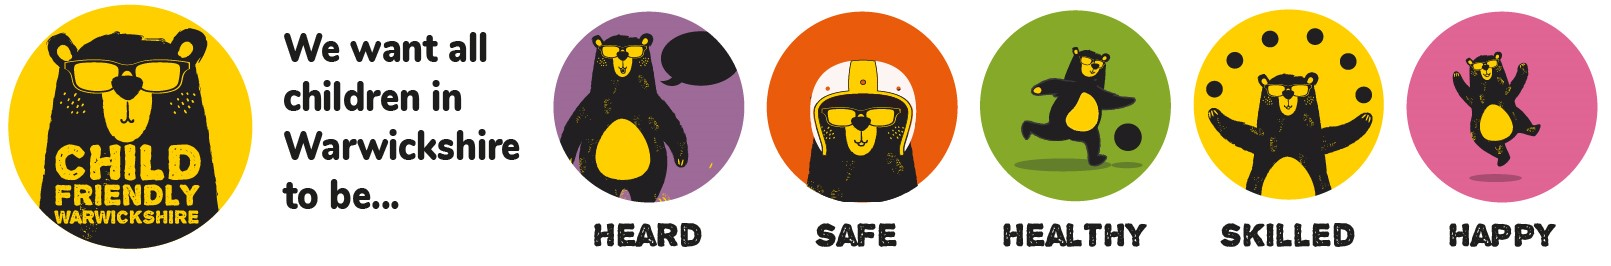 CHILD
FRIENDLY
WARWICKSHIRE
We want all
children in
Warwickshire
to be...
HEARD
SAFE
HEALTHY
SKILLED
HAPPY